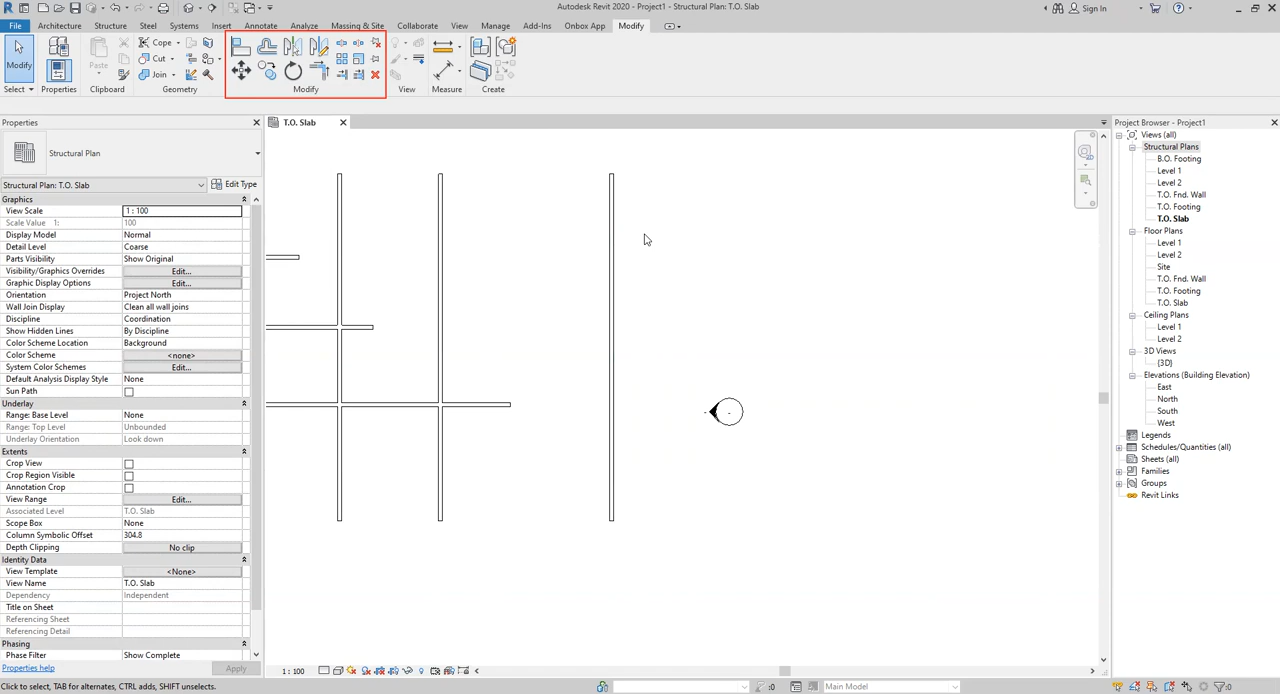 Autodesk Revit 2020 - Project1 - Structural Plan: T.O. Slab
Sign In
File Architecture Structure Steel Systems Insert Annotate Analyze Massing & Site Collaborate View Manage Add-Ins Onbox App Modify
Modify Paste Cope Cut Join
Select Properties Clipboard Geometry Modify View Measure Create
Properties
T.O. Slab
Project Browser - Project1
Structural Plan
Structural Plan: T.O. Slab Edit Type
Graphics
View Scale 1 : 100
Scale Value 1: 100
Display Model Normal
Detail Level Coarse
Parts Visibility Show Original
Visibility/Graphics Overrides Edit...
Graphic Display Options Edit...
Orientation Project North
Wall Join Display Clean all wall joins
Discipline Coordination
Show Hidden Lines By Discipline
Color Scheme Location Background
Color Scheme <none>
System Color Schemes Edit...
Default Analysis Display Style None
Sun Path
Underlay
Range: Base Level None
Range: Top Level Unbounded
Underlay Orientation Look down
Extents
Crop View
Crop Region Visible
Annotation Crop
View Range Edit...
Associated Level T.O. Slab
Scope Box None
Column Symbolic Offset 304.8
Depth Clipping No clip
Identity Data
View Template <None>
View Name T.O. Slab
Dependency Independent
Title on Sheet
Referencing Sheet
Referencing Detail
Phasing
Phase Filter Show Complete
Properties help Apply
Views (all)
Structural Plans
B.O. Footing
Level 1
Level 2
T.O. Fnd. Wall
T.O. Footing
T.O. Slab
Floor Plans
Level 1
Level 2
Site
T.O. Fnd. Wall
T.O. Footing
T.O. Slab
Ceiling Plans
Level 1
Level 2
3D Views
{3D}
Elevations (Building Elevation)
East
North
South
West
Legends
Schedules/Quantities (all)
Sheets (all)
Families
Groups
Revit Links
1 : 100
Click to select, TAB for alternates, CTRL adds, SHIFT unselects.
:0
Main Model
:0